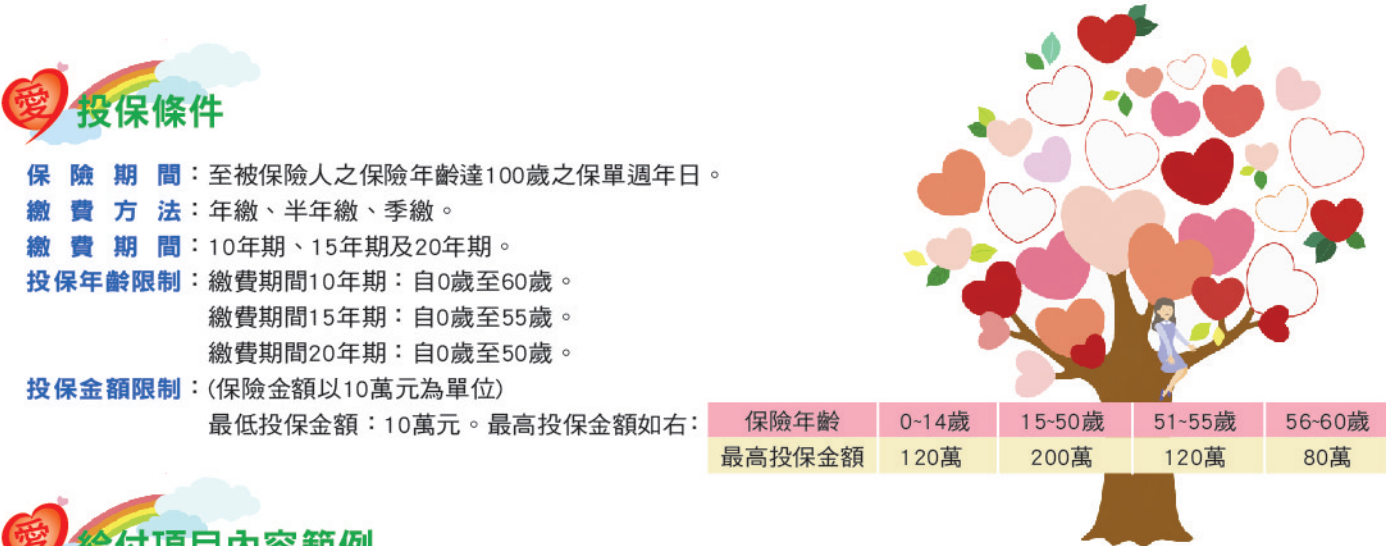 愛 投保條件
保險期間：至被保險人之保險年齡達100歲之保單週年日。
繳費方法：年繳、半年繳、季繳。
繳費期間：10年期、15年期及20年期。
投保年齡限制：繳費期間10年期：自0歲至60歲。
繳費期間15年期：自0歲至55歲。
繳費期間20年期：自0歲至50歲。
投保金額限制：(保險金額以10萬元為單位)
最低投保金額：10萬元。最高投保金額如右：
保險年齡 0~14歲 15~50歲 51~55歲 56~60歲
最高投保金額 120萬 200萬 120萬 80萬
愛 給付項目內容範例